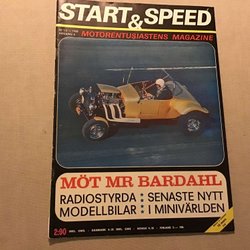 START & SPEED
MOTORENTUSIASTENS MAGAZINE
MÖT MR BARDAHL
RADIOSTYRDA : SENASTE NYTT
MODELLBILAR : I MINIVÄRLDEN
2:90